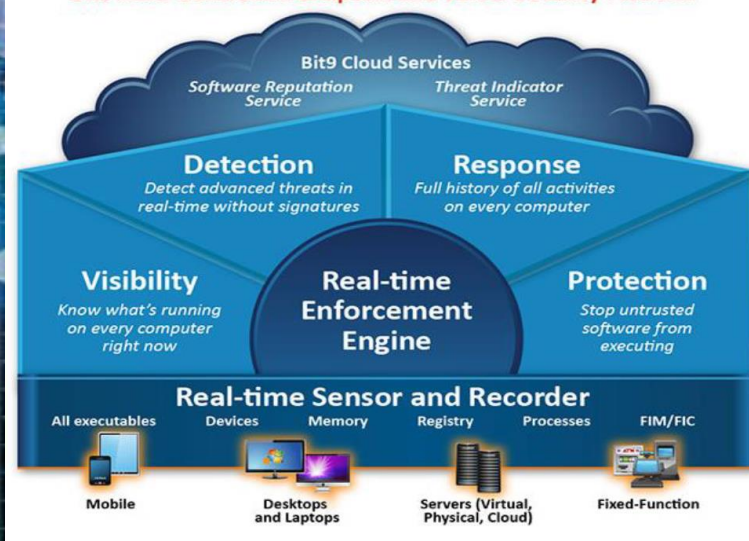 Bit9 Cloud Services
Software Reputation
Service
Threat Indicator
Service
Detection
Detect advanced threats in
real-time without signatures
Response
Full history of all activities
on every computer
Visibility
Know what's running
on every computer
right now
Real-time
Enforcement
Engine
Protection
Stop untrusted
software from
executing
Real-time Sensor and Recorder
All executables
Devices
Memory
Registry
Processes
FIM/FIC
Mobile
Desktops
and Laptops
Servers (Virtual,
Physical, Cloud)
Fixed-Function